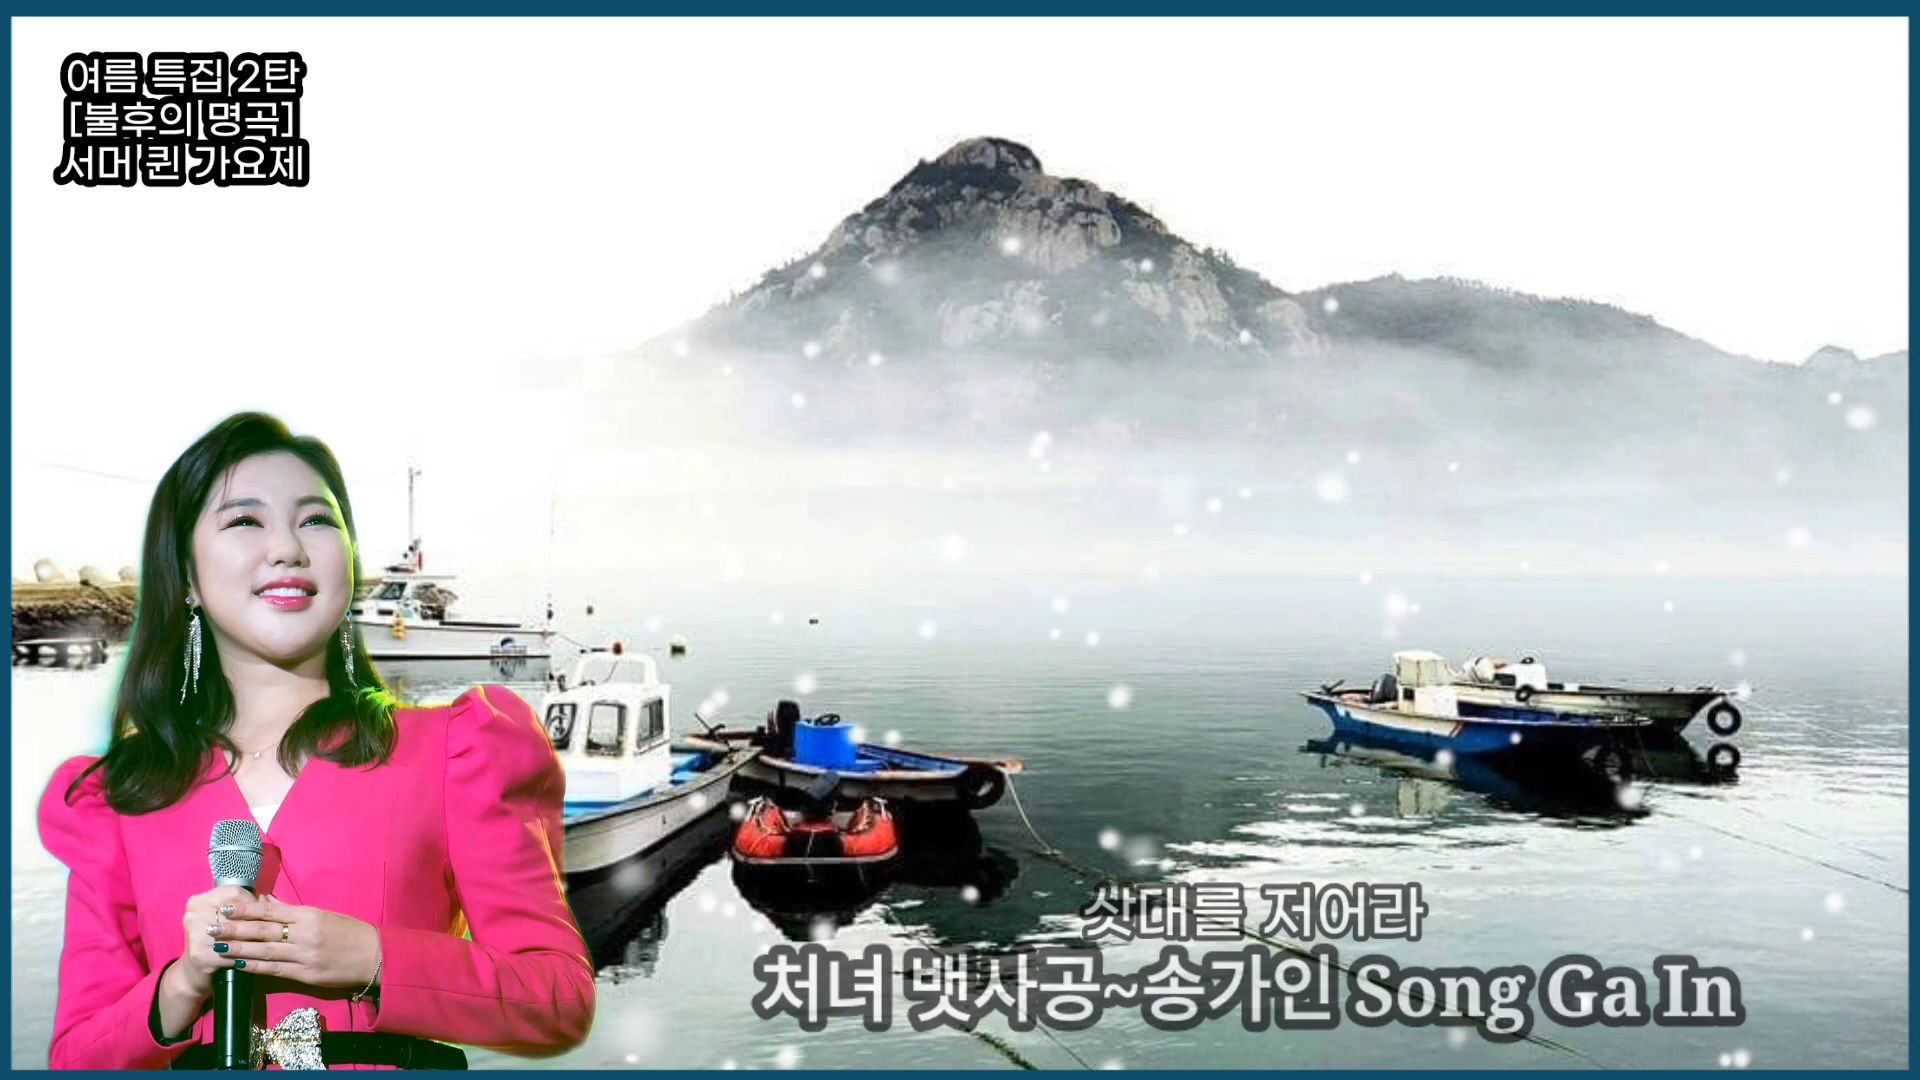 여름 특집 2탄
[불후의 명곡]
서머 퀸 가요제
삿대를 저어라
처녀 뱃사공~송가인 Song Ga In